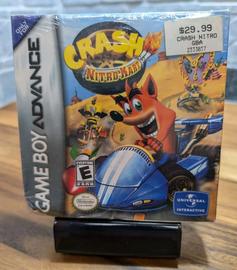 $29.99
CRASH NITRO
GBA
CRASH
NITRO KART
GAME BOY ADVANCE
E
UNIVERSAL
INTERACTIVE